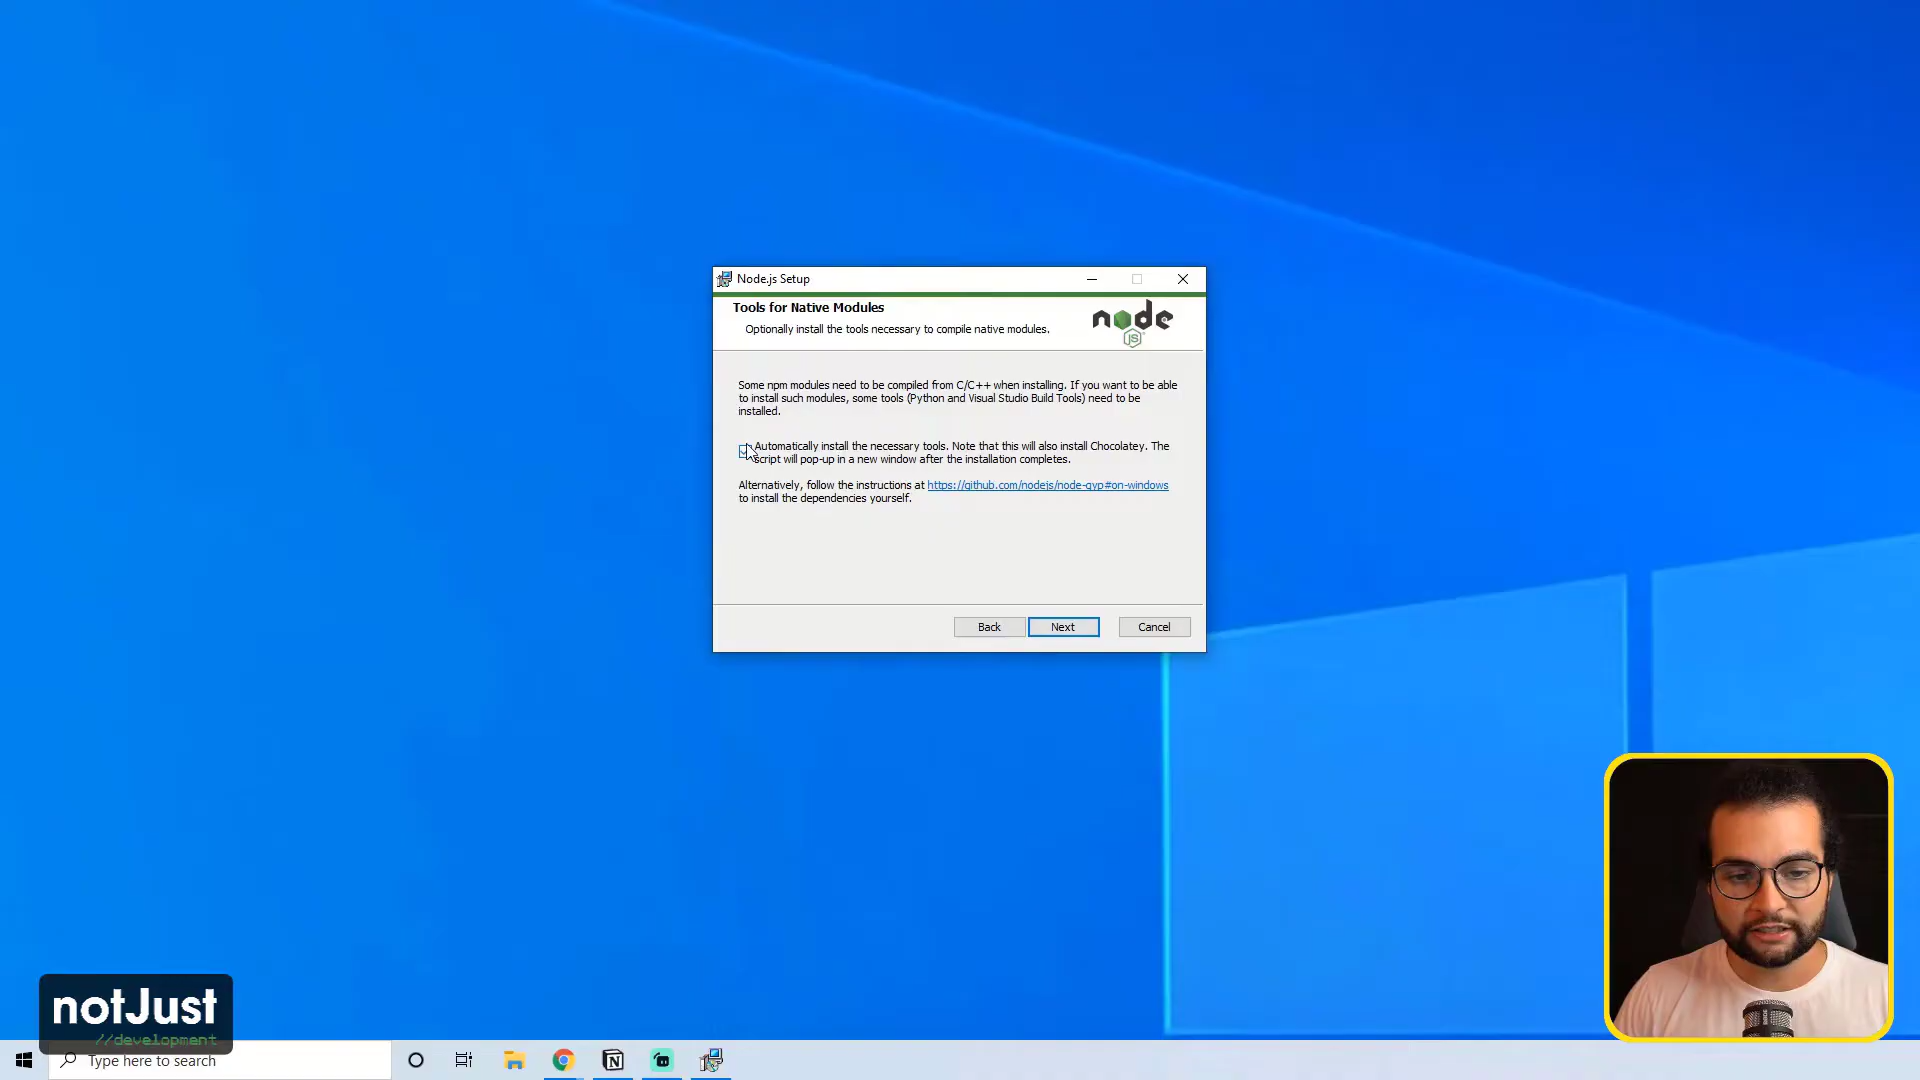 Node.js Setup
Tools for Native Modules
Optionally install the tools necessary to compile native modules.
node
JS
Some npm modules need to be compiled from C/C++ when installing. If you want to be able
to install such modules, some tools (Python and Visual Studio Build Tools) need to be
installed.
Automatically install the necessary tools. Note that this will also install Chocolatey. The
script will pop-up in a new window after the installation completes.
Alternatively, follow the instructions at https://github.com/nodejs/node-gyp#on-windows
to install the dependencies yourself.
Back Next Cancel
notJust
//development
Type here to search